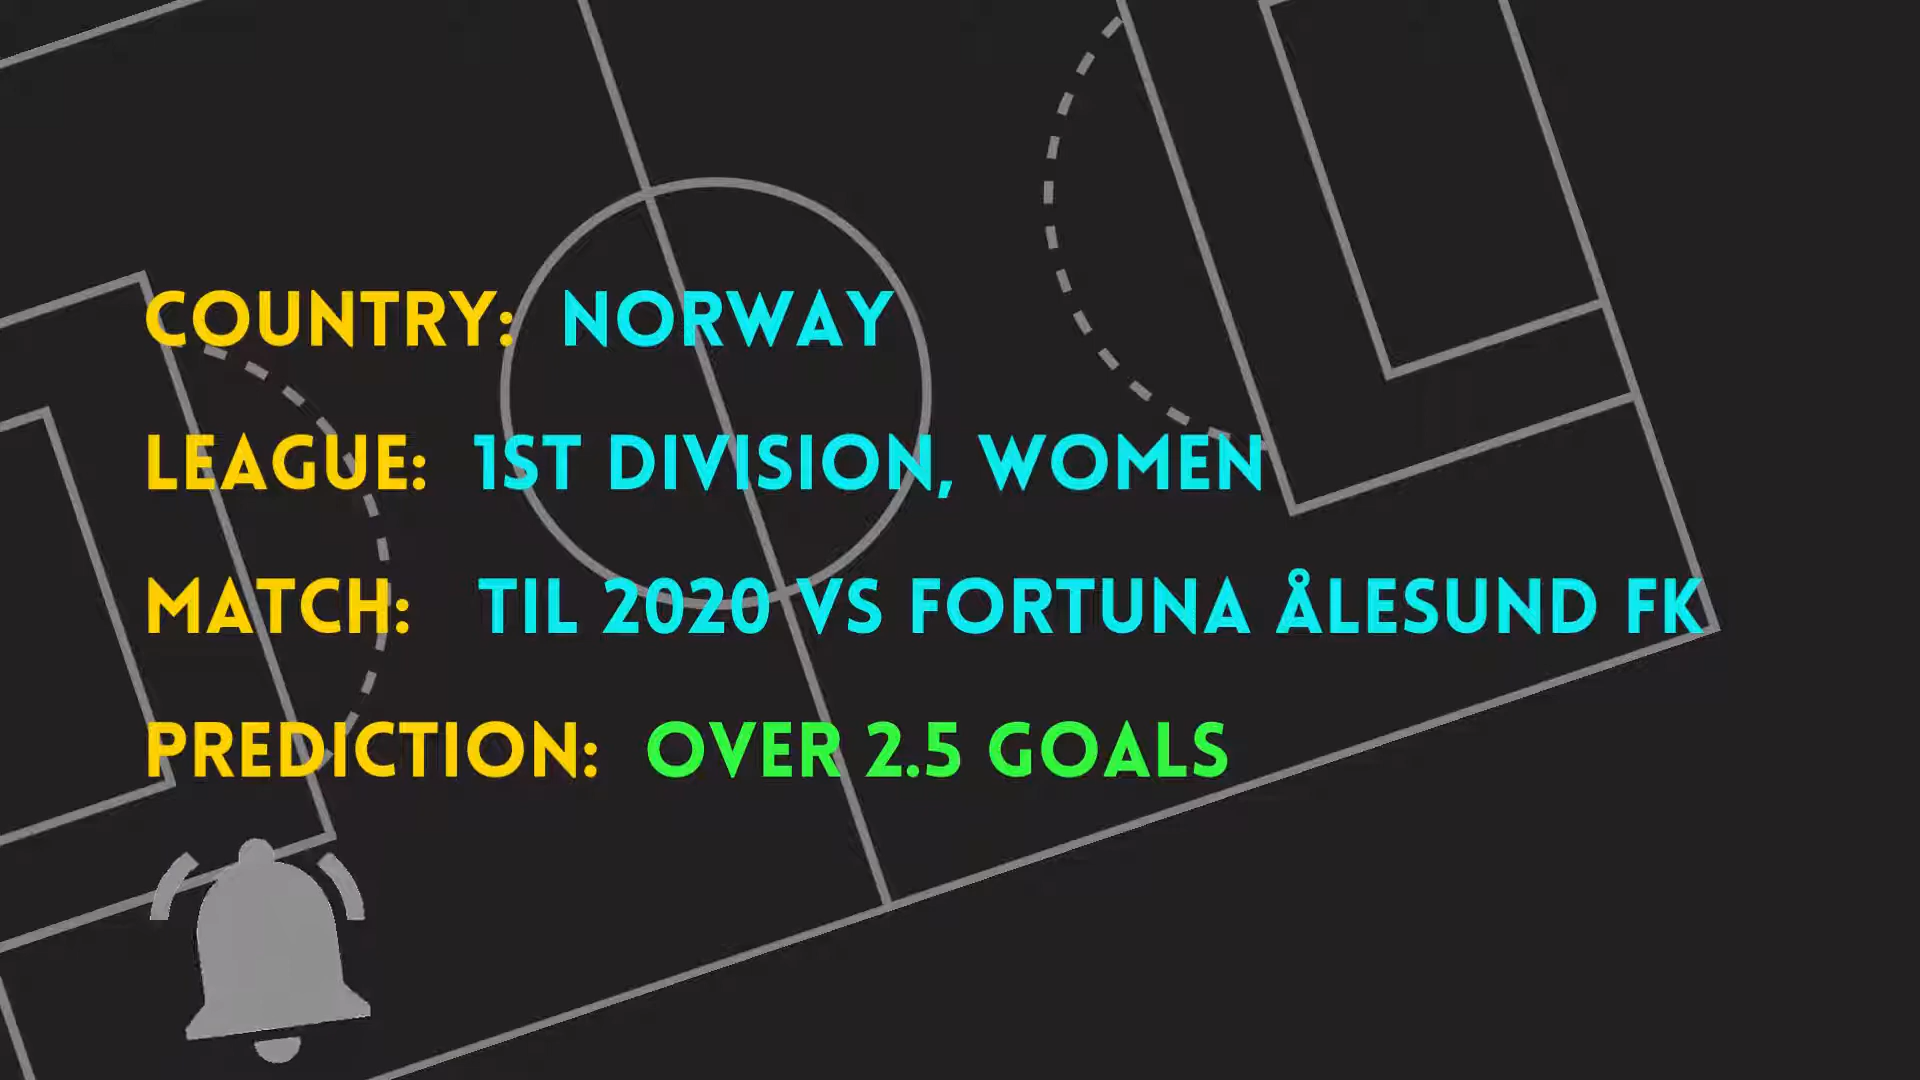 COUNTRY: NORWAY
LEAGUE: 1ST DIVISION, WOMEN
MATCH: TIL 2020 VS FORTUNA ÅLESUND FK
PREDICTION: OVER 2.5 GOALS